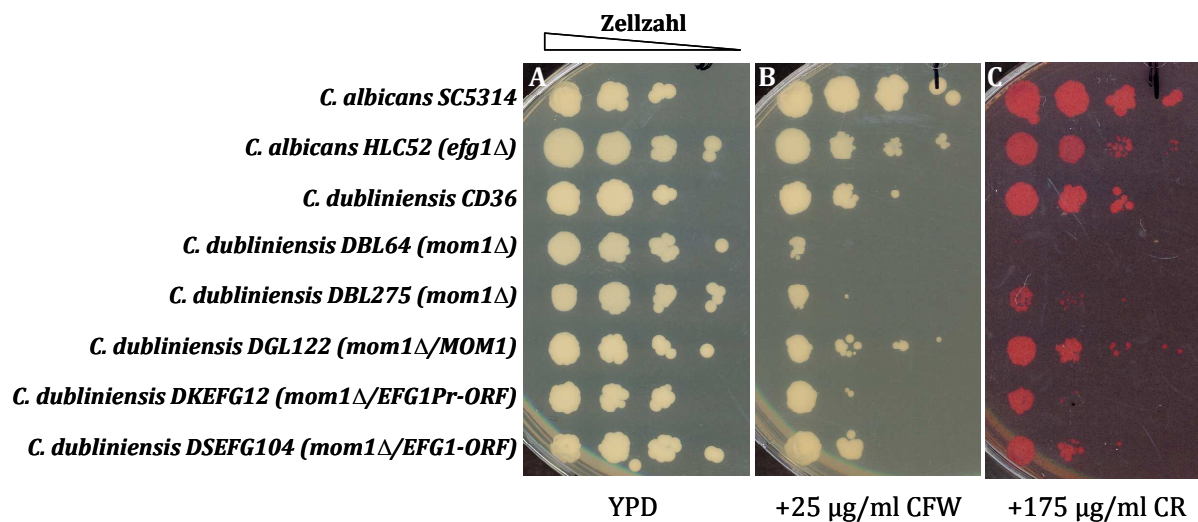 Zellzahl
A B C
C. albicans SC5314
C. albicans HLC52 (efg1Δ)
C. dubliniensis CD36
C. dubliniensis DBL64 (mom1Δ)
C. dubliniensis DBL275 (mom1Δ)
C. dubliniensis DGL122 (mom1Δ/MOM1)
C. dubliniensis DKEFG12 (mom1Δ/EFG1Pr-ORF)
C. dubliniensis DSEFG104 (mom1Δ/EFG1-ORF)
YPD +25 µg/ml CFW +175 µg/ml CR